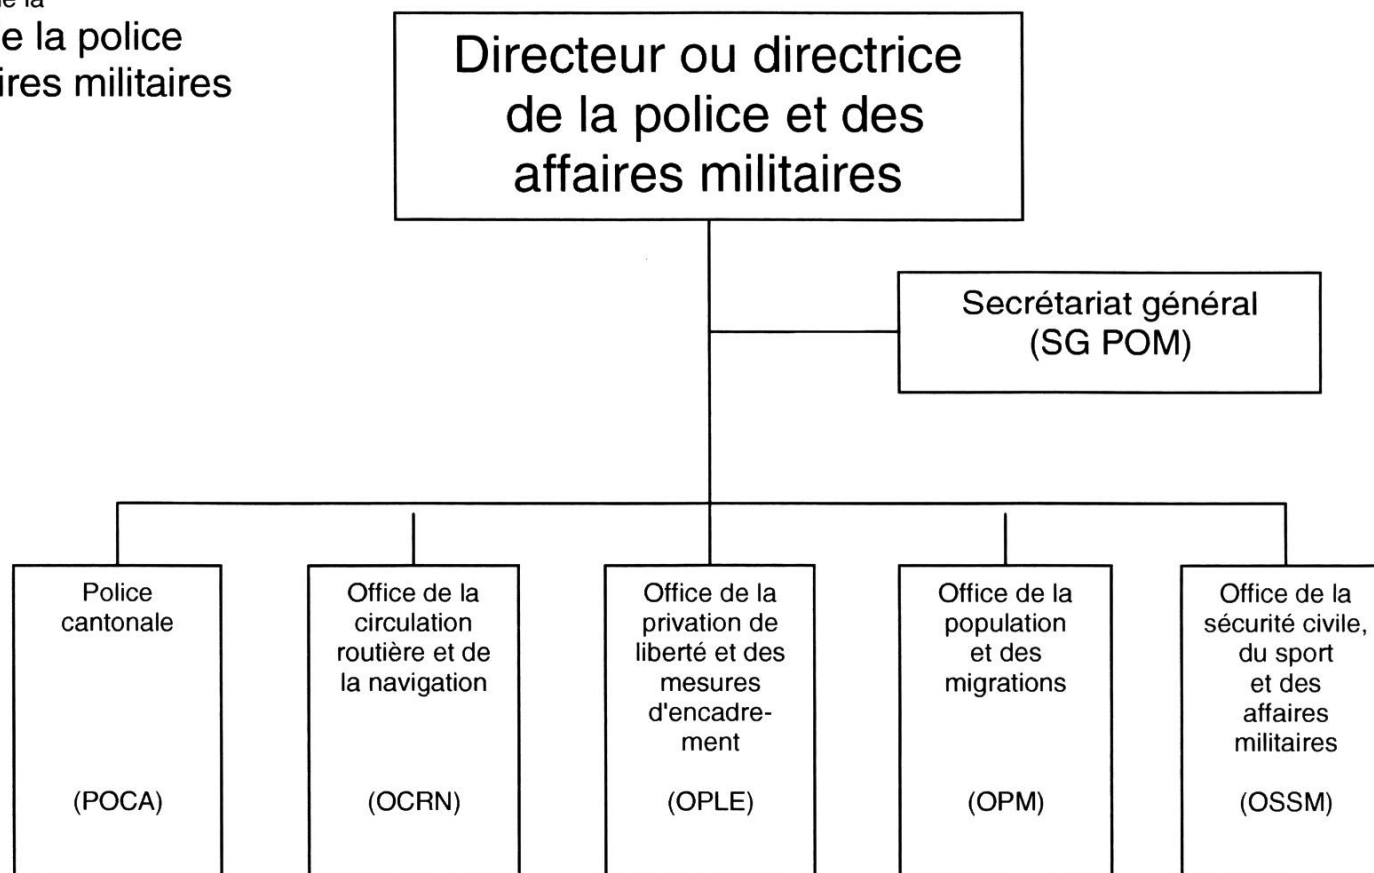 de la
e la police
ires militaires
Directeur ou directrice
de la police et des
affaires militaires
Secrétariat général
(SG POM)
Police
cantonale
(POCA)
Office de la
circulation
routière et de
la navigation
(OCRN)
Office de la
privation de
liberté et des
mesures
d'encadre-
ment
(OPLE)
Office de la
population
et des
migrations
(OPM)
Office de la
sécurité civile,
du sport
et des
affaires
militaires
(OSSM)